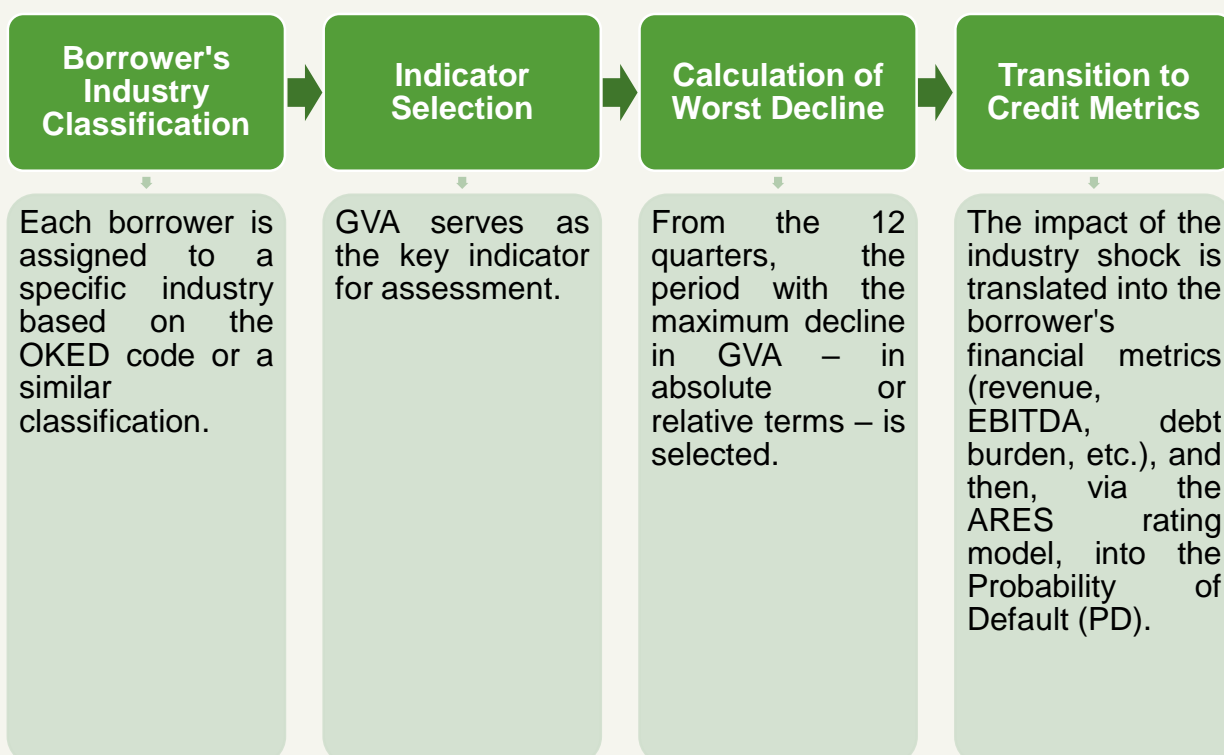 Borrower's
Industry
Classification
Each borrower is
assigned to a
specific industry
based on the
OKED code or a
similar
classification.
Indicator
Selection
GVA serves as
the key indicator
for assessment.
Calculation of
Worst Decline
From the 12
quarters, the
period with the
maximum decline
in GVA – in
absolute or
relative terms – is
selected.
Transition to
Credit Metrics
The impact of the
industry shock is
translated into the
borrower's
financial metrics
(revenue,
EBITDA, debt
burden, etc.), and
then, via the
ARES rating
model, into the
Probability of
Default (PD).